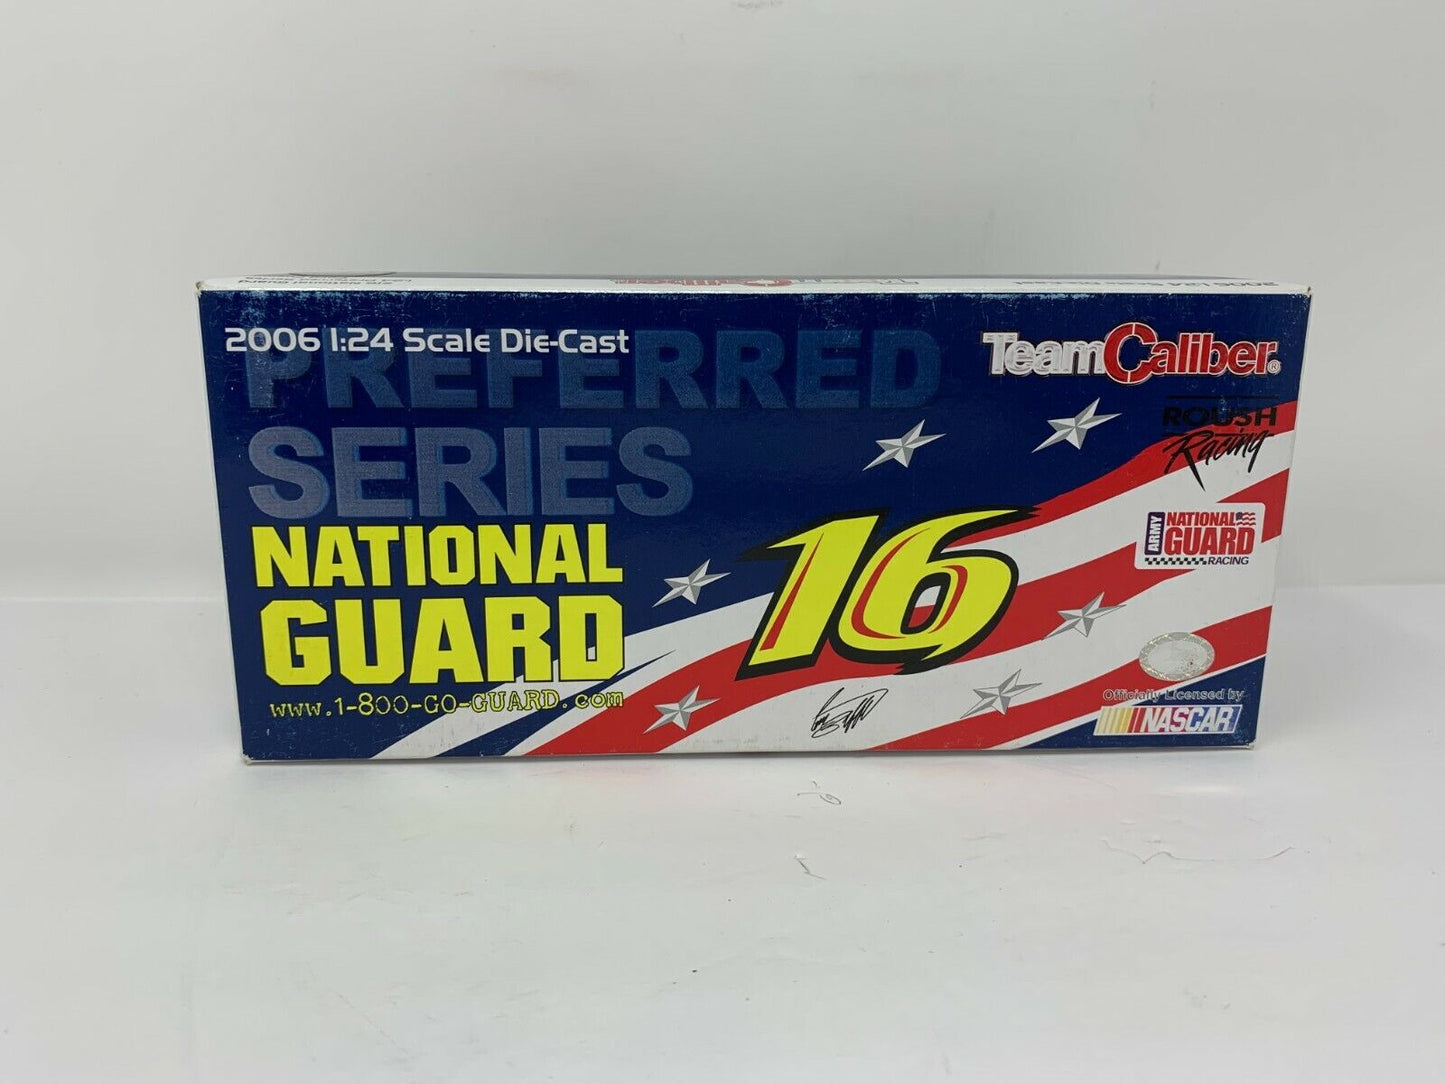 2006 1:24 Scale Die-Cast
PREFERRED
SERIES
NATIONAL
GUARD
www.1-800-GO-GUARD.com
16
TeamCaliber®
ROUSH
Racing
ARMY
NATIONAL
GUARD
RACING
Officially Licensed by
NASCAR